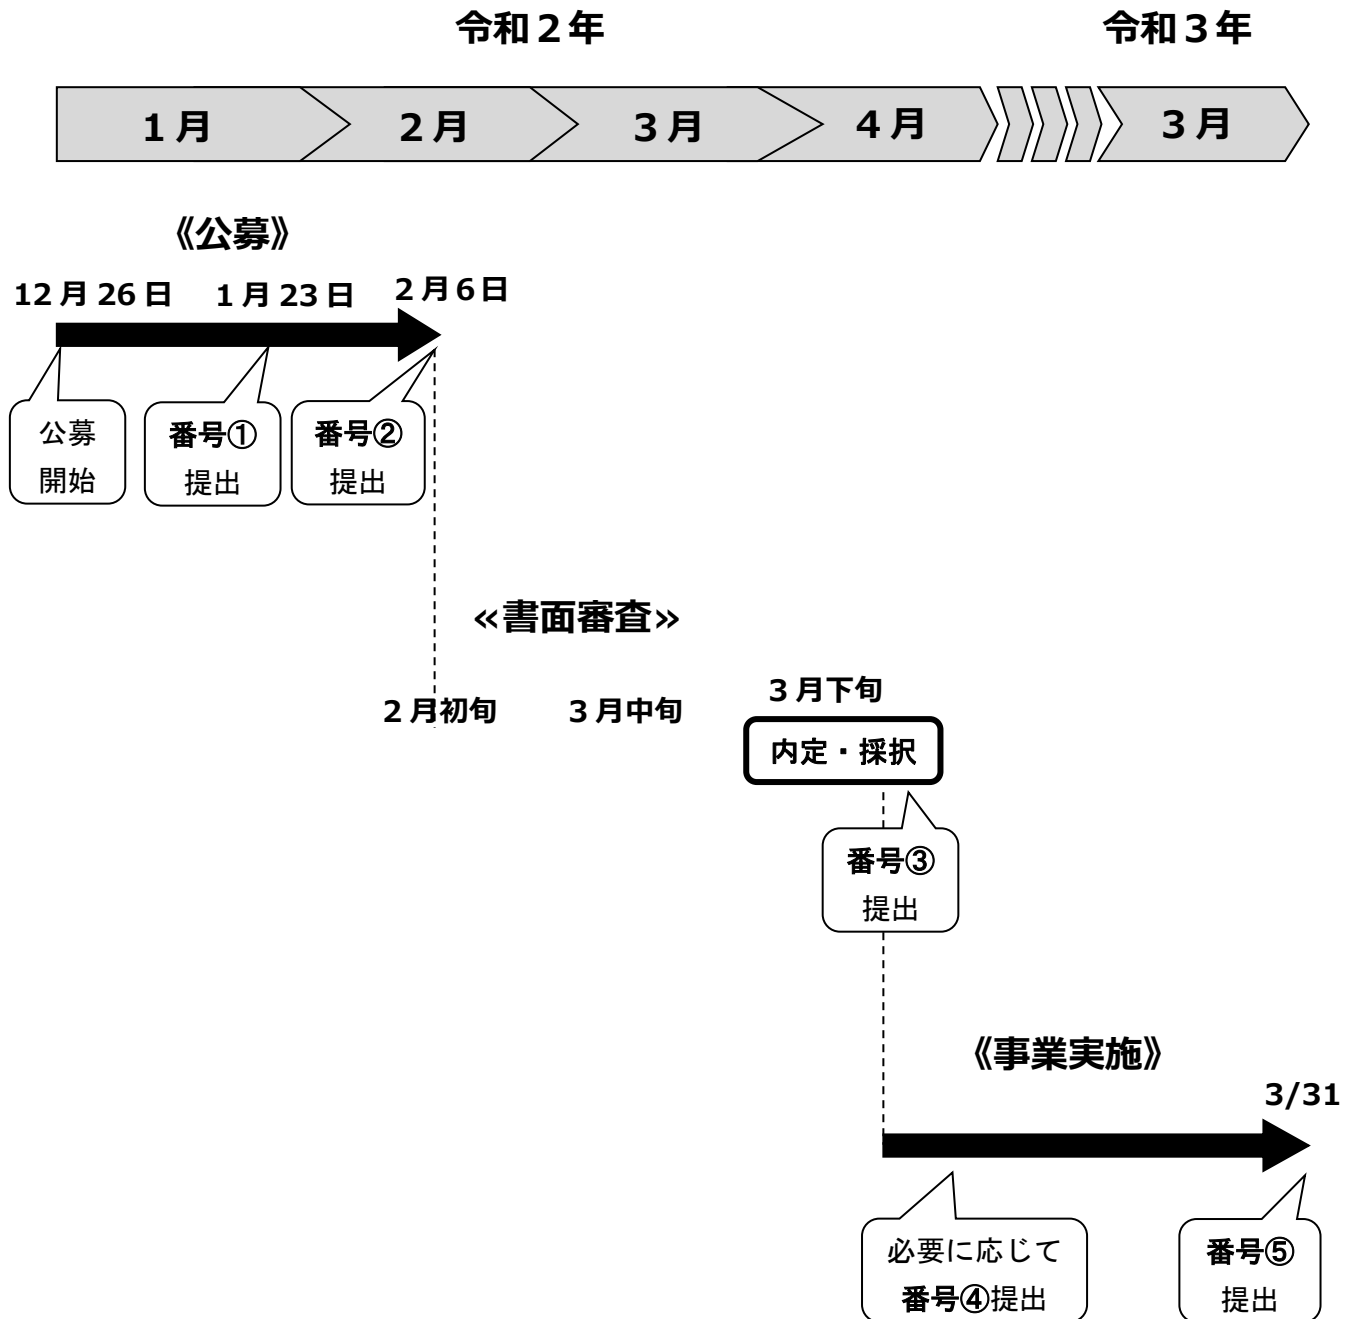 令和２年
令和３年
１月
２月
３月
４月
３月
《公募》
12月26日
１月23日
２月６日
公募
開始
番号①
提出
番号②
提出
«書面審査»
２月初旬
３月中旬
３月下旬
内定・採択
番号③
提出
《事業実施》
3/31
必要に応じて
番号④提出
番号⑤
提出